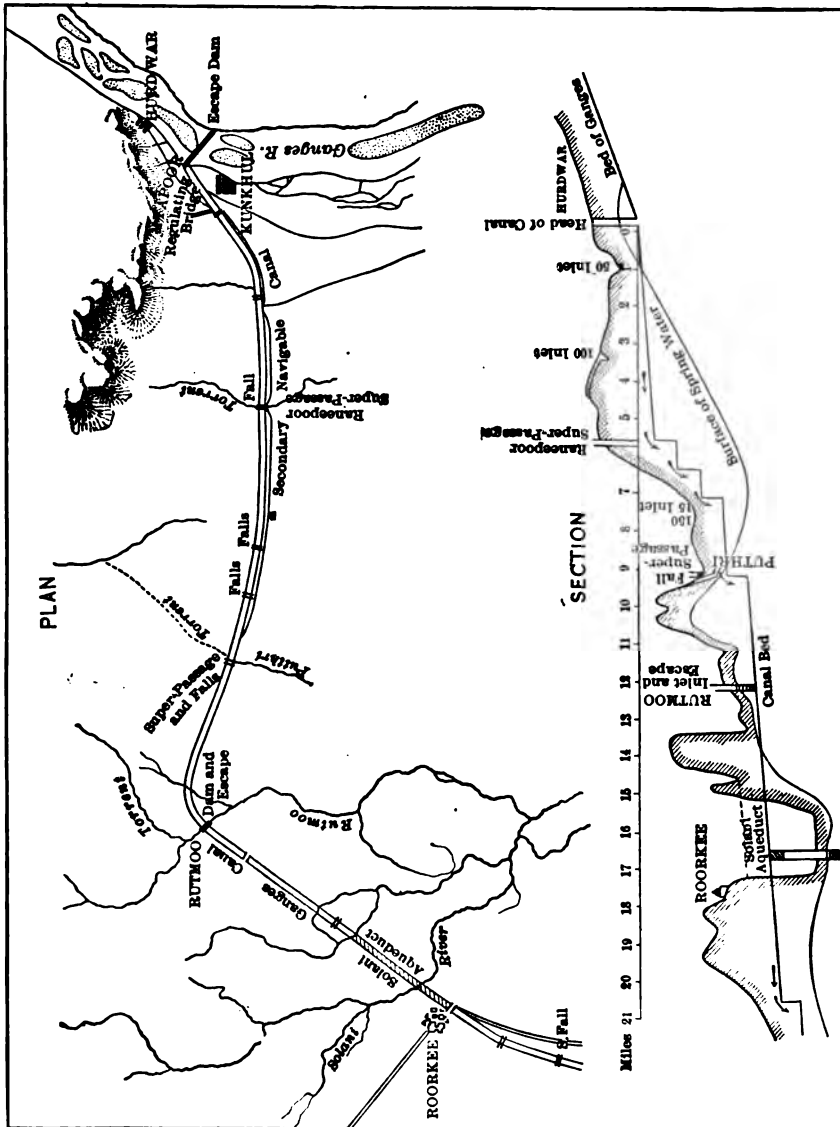 PLAN
HURDWAR
Escape Dam
Ganges R.
Regulating
Bridge
KUNKHUL
Canal
Navigable
Fall
Torrent
Raneepoor
Super-Passage
Secondary
Falls
Falls
Torrent
Puthri
Super-Passage
and Falls
Torrent
Dam and
Escape
RUTMOO
Rutmoo
R.
Canal
Ganges
Solani
Aqueduct
River
Solani
ROORKEE
S. Fall
SECTION
HURDWAR
Bed of Ganges
Head of Canal
50 Inlet
100 Inlet
Raneepoor
Super-Passage
150
15 Inlet
Surface of Spring Water
PUTHRI
Super-
Passage
Fall
RUTMOO
Inlet and
Escape
Canal Bed
Solani
Aqueduct
ROORKEE
Miles 21 20 19 18 17 16 15 14 13 12 11 10 9 8 7 6 5 4 3 2 1 0